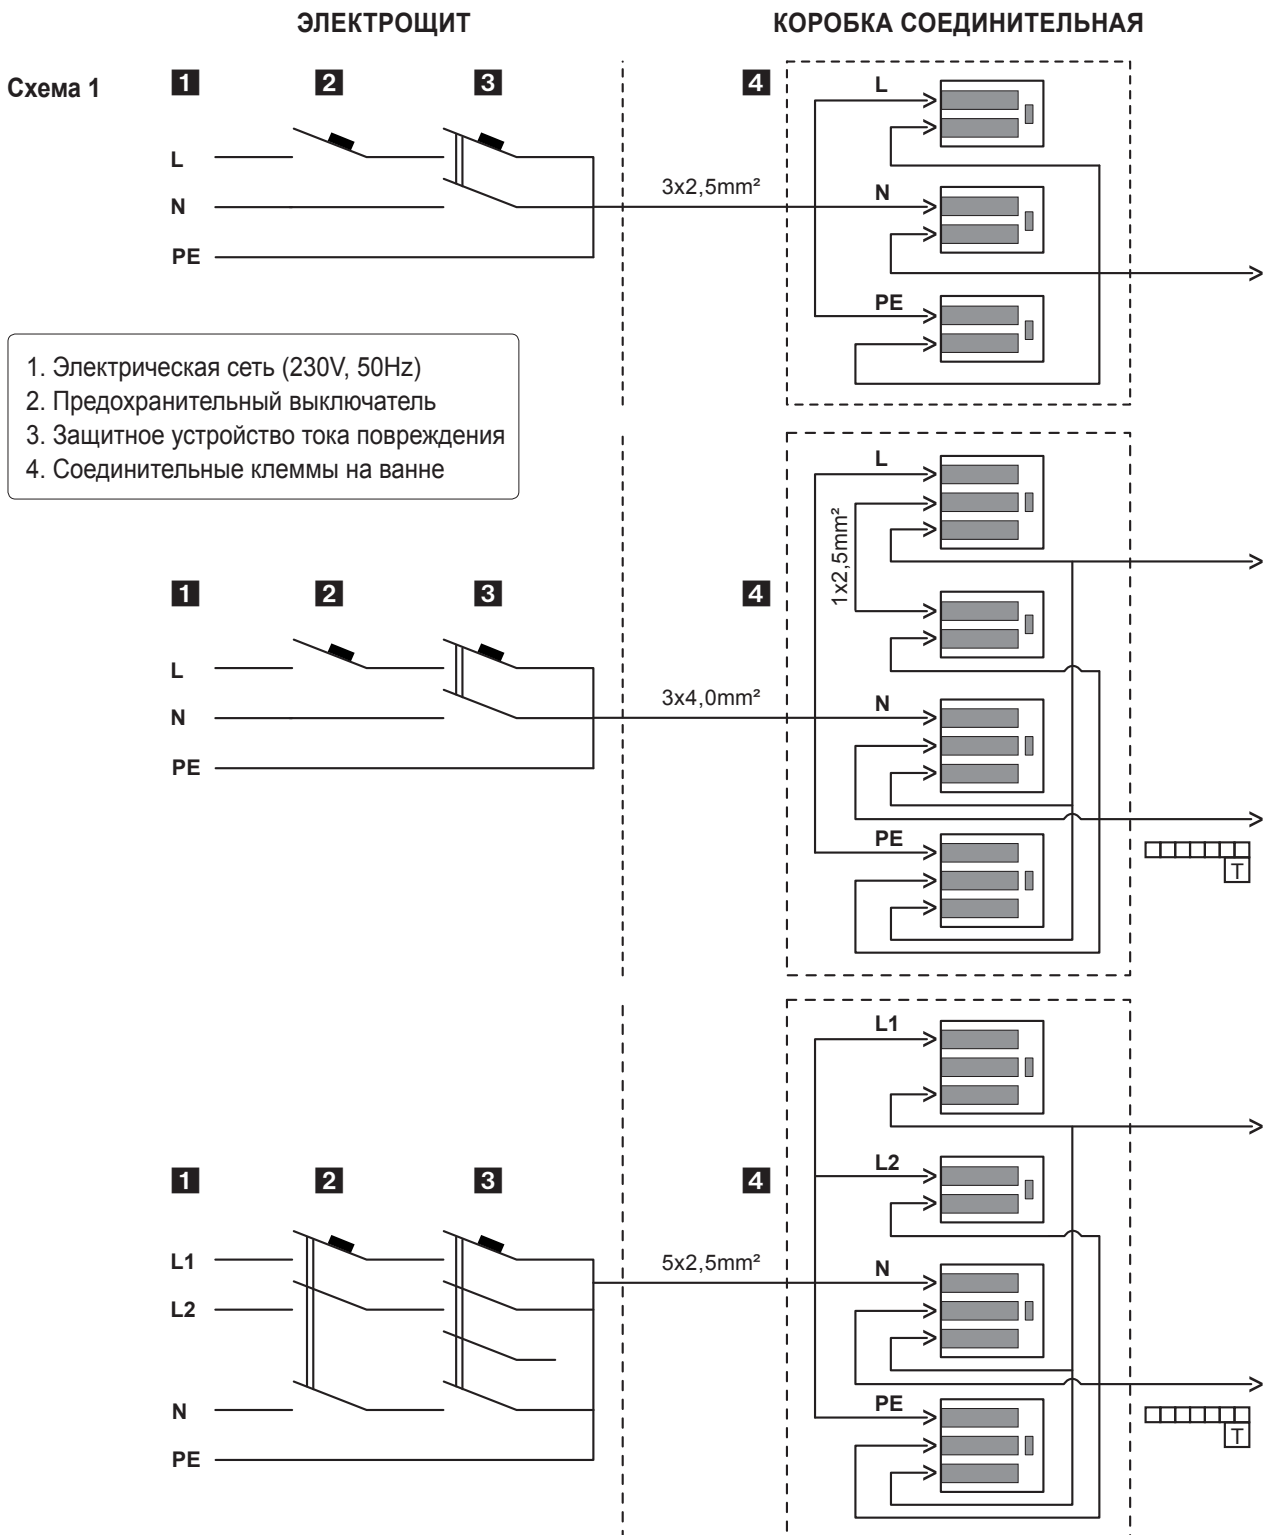 ЭЛЕКТРОЩИТ
КОРОБКА СОЕДИНИТЕЛЬНАЯ
Схема 1
1 2 3 4
L
N
PE
3x2,5mm²
L
N
PE
1. Электрическая сеть (230V, 50Hz)
2. Предохранительный выключатель
3. Защитное устройство тока повреждения
4. Соединительные клеммы на ванне
1 2 3 4
L
N
PE
3x4,0mm²
L
1x2,5mm²
N
PE
T
1 2 3 4
L1
L2
N
PE
5x2,5mm²
L1
L2
N
PE
T